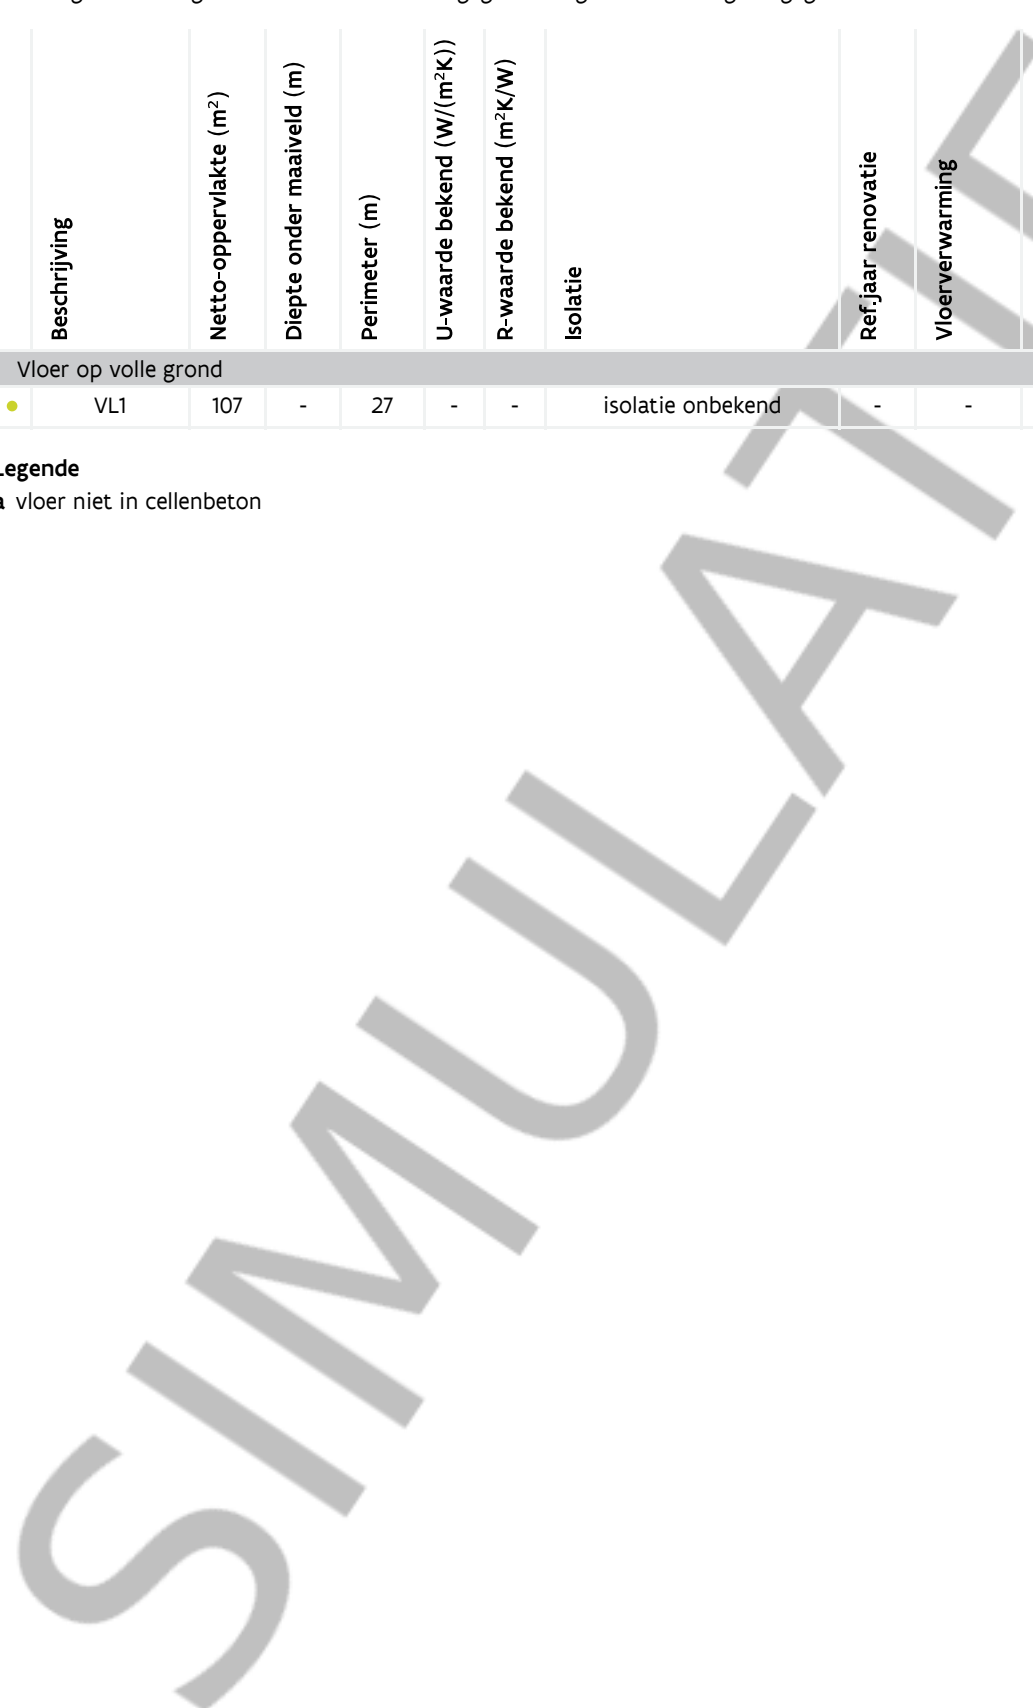 Beschrijving
Netto-oppervlakte (m²)
Diepte onder maaiveld (m)
Perimeter (m)
U-waarde bekend (W/(m²K))
R-waarde bekend (m²K/W)
Isolatie
Ref.jaar renovatie
Vloerverwarming
Vloer op volle grond
VL1 107 - 27 - - isolatie onbekend - -
Legende
a vloer niet in cellenbeton